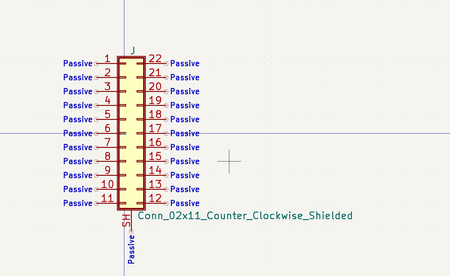 J
Passive 1 22 Passive
Passive 2 21 Passive
Passive 3 20 Passive
Passive 4 19 Passive
Passive 5 18 Passive
Passive 6 17 Passive
Passive 7 16 Passive
Passive 8 15 Passive
Passive 9 14 Passive
Passive 10 13 Passive
Passive 11 12 Passive
SH
Conn_02x11_Counter_Clockwise_Shielded
Passive